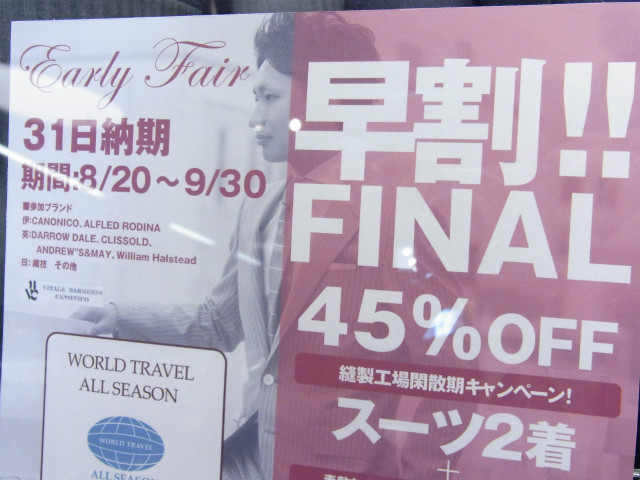 Early Fair
31日納期
期間:8/20～9/30
■参加ブランド
伊:CANONICO、ALFLED RODINA
英:DARROW DALE、CLISSOLD、
ANDREW"S&MAY、William Halstead
日:織技 その他
VITALE BARBERIS
CANONICO
WORLD TRAVEL
ALL SEASON
WORLD TRAVEL
ALL SEASON
早割!!
FINAL
45%OFF
縫製工場閑散期キャンペーン!
スーツ2着
+